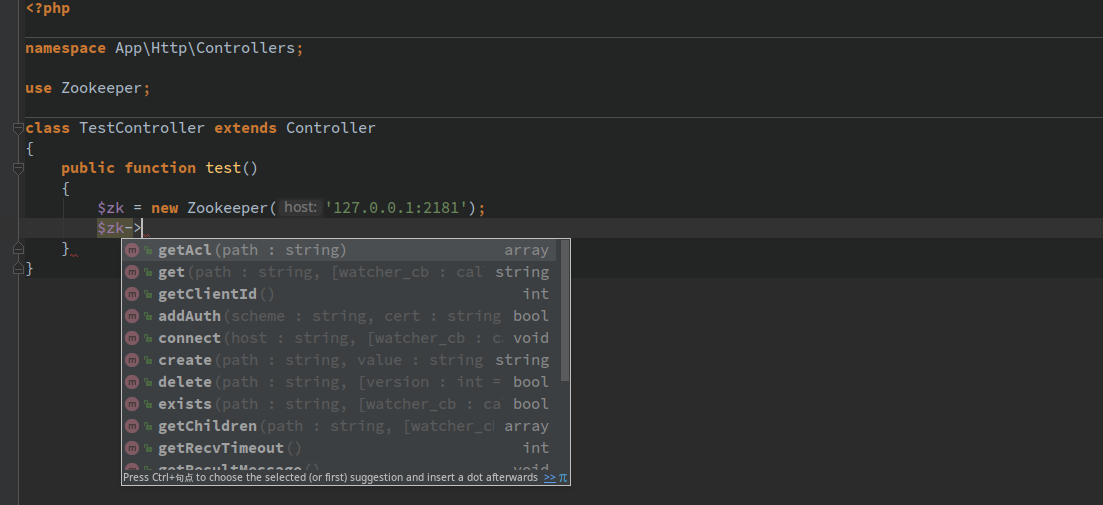 <?php
namespace App\Http\Controllers;
use Zookeeper;
class TestController extends Controller
{
public function test()
{
$zk = new Zookeeper( host: '127.0.0.1:2181');
$zk->
}
}
getAcl(path : string) array
get(path : string, [watcher_cb : cal string
getClientId() int
addAuth(scheme : string, cert : string bool
connect(host : string, [watcher_cb : c void
create(path : string, value : string string
delete(path : string, [version : int = bool
exists(path : string, [watcher_cb : ca bool
getChildren(path : string, [watcher_cl array
getRecvTimeout() int
getResultMessage() void
Press Ctrl+句点 to choose the selected (or first) suggestion and insert a dot afterwards >> π